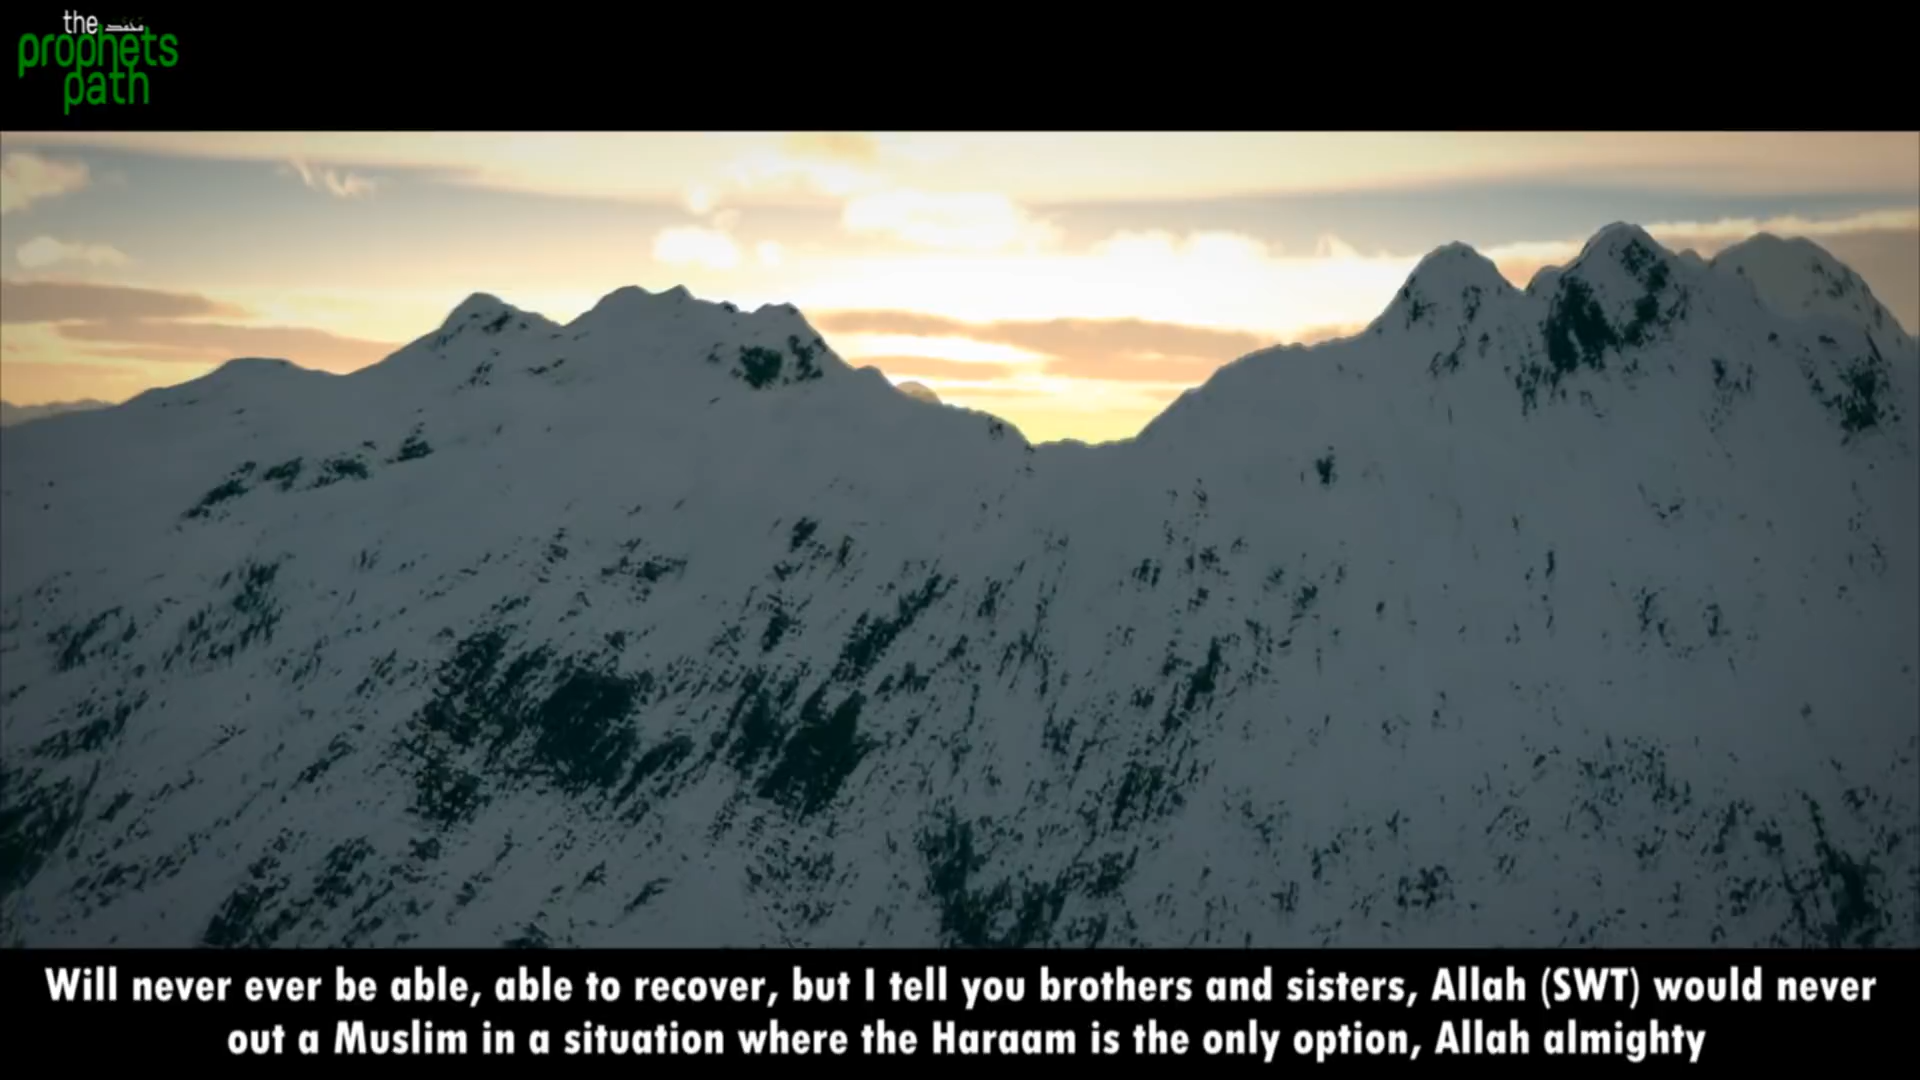 the محمد
prophets
path
Will never ever be able, able to recover, but I tell you brothers and sisters, Allah (SWT) would never
out a Muslim in a situation where the Haraam is the only option, Allah almighty